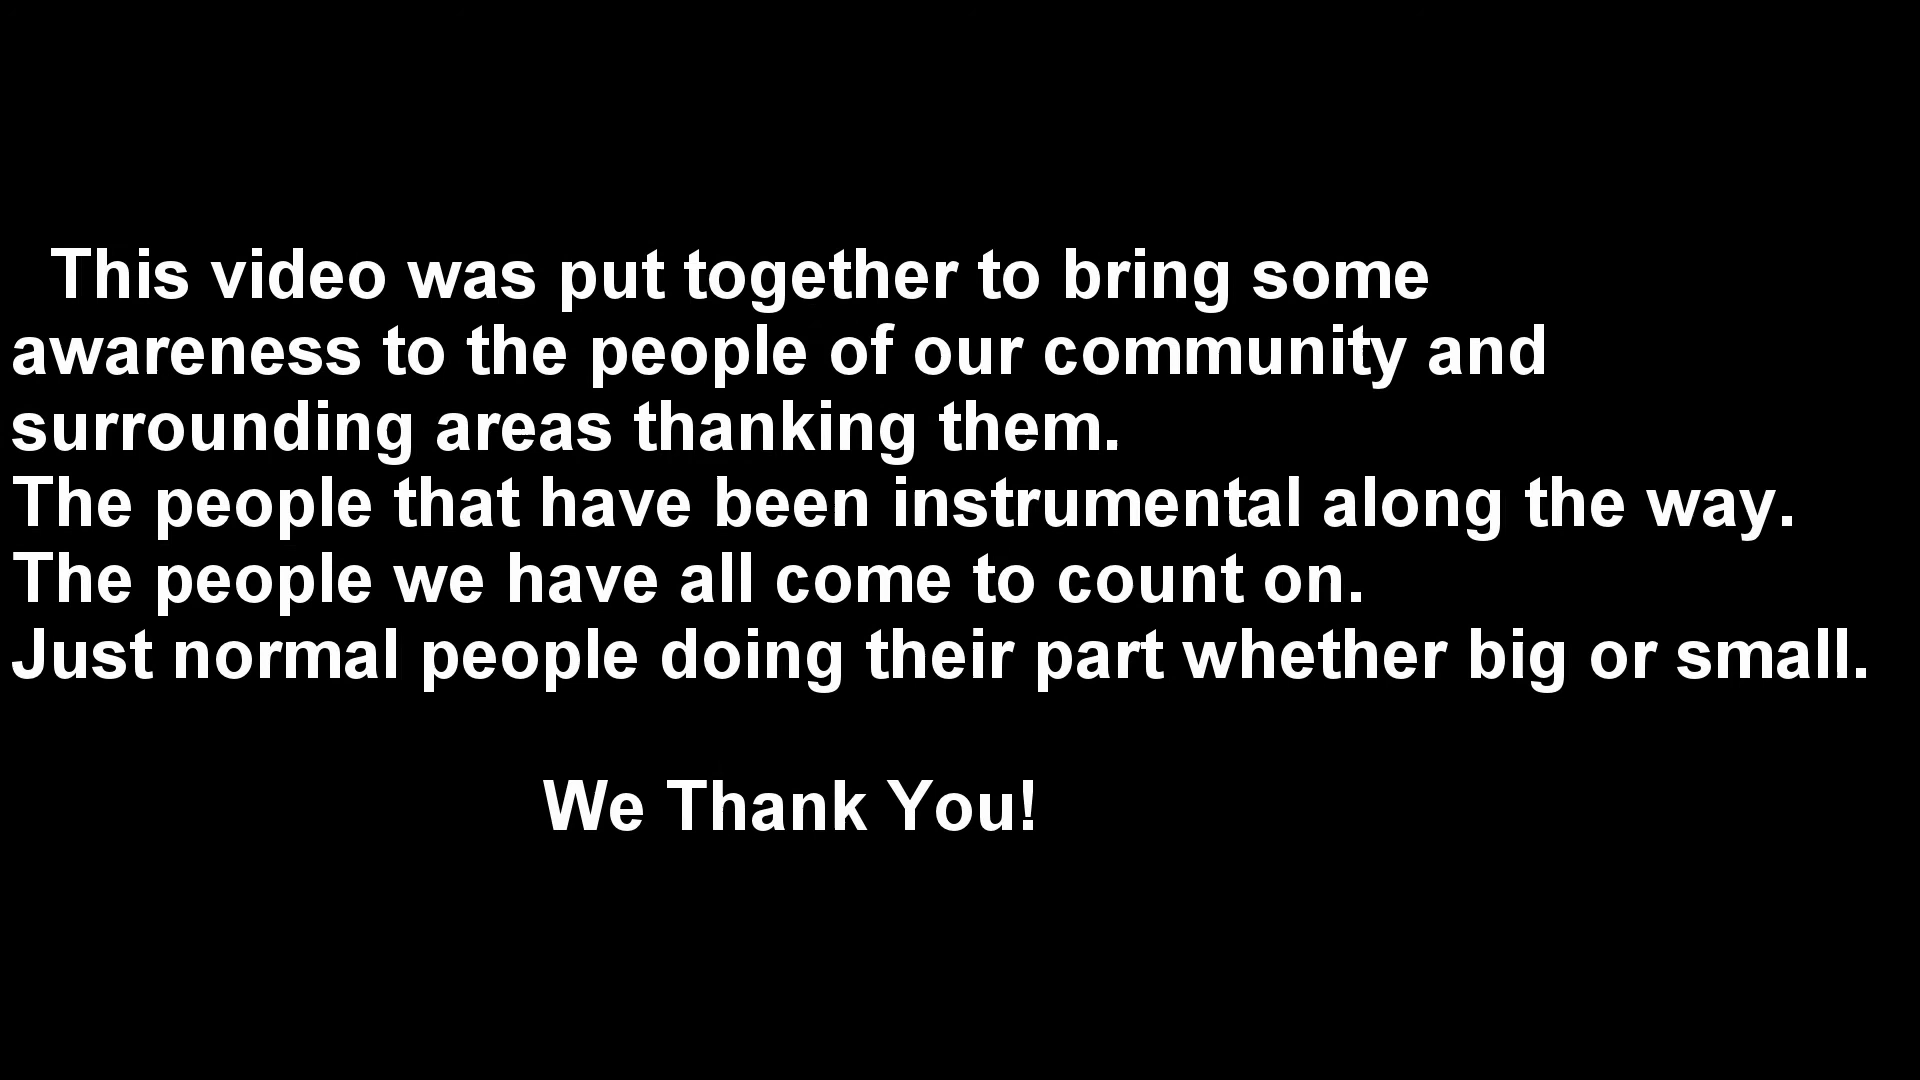 This video was put together to bring some
awareness to the people of our community and
surrounding areas thanking them.
The people that have been instrumental along the way.
The people we have all come to count on.
Just normal people doing their part whether big or small.
We Thank You!